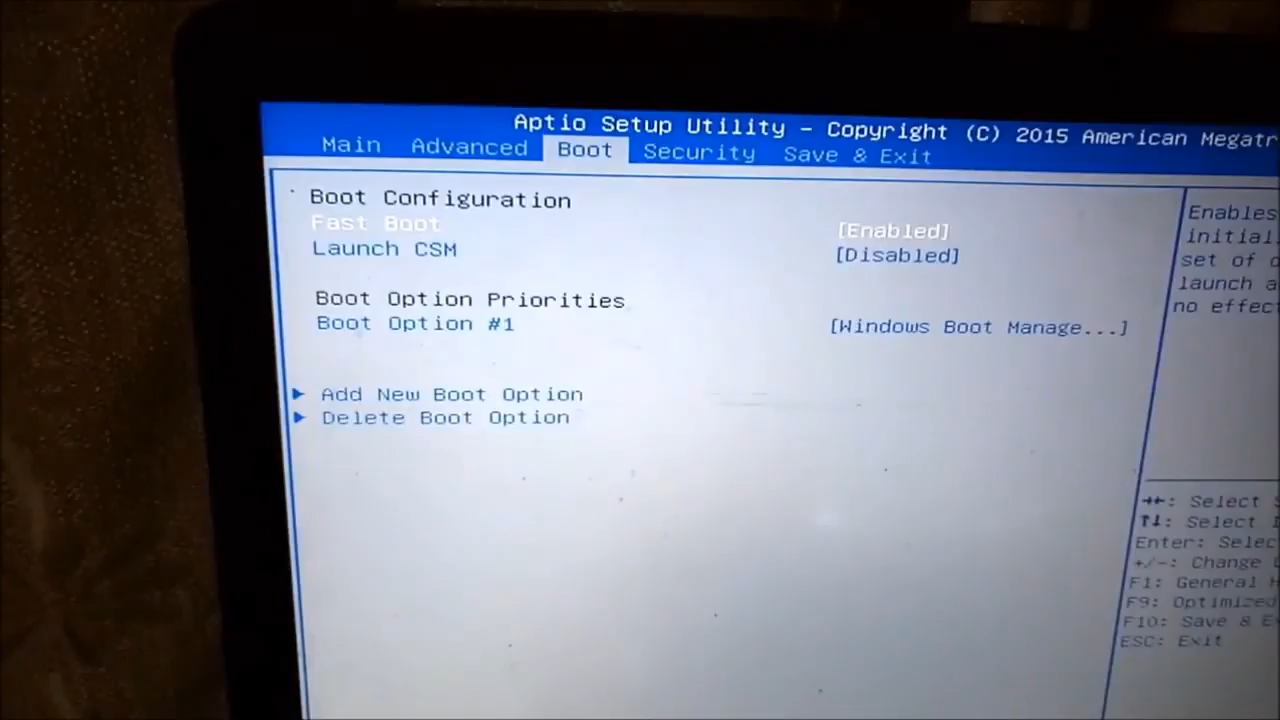 Aptio Setup Utility - Copyright (C) 2015 American
Main Advanced Boot Security Save & Exit
Boot Configuration
Fast Boot [Enabled]
Launch CSM [Disabled]
Boot Option Priorities
Boot Option #1 [Windows Boot Manage...]
► Add New Boot Option
► Delete Boot Option
Enables
set of
launch
no
→←: Select
↑↓: Select
Enter:
+/-: Change
F1: General
F9: Optimized
F10: Save &
ESC: Exit